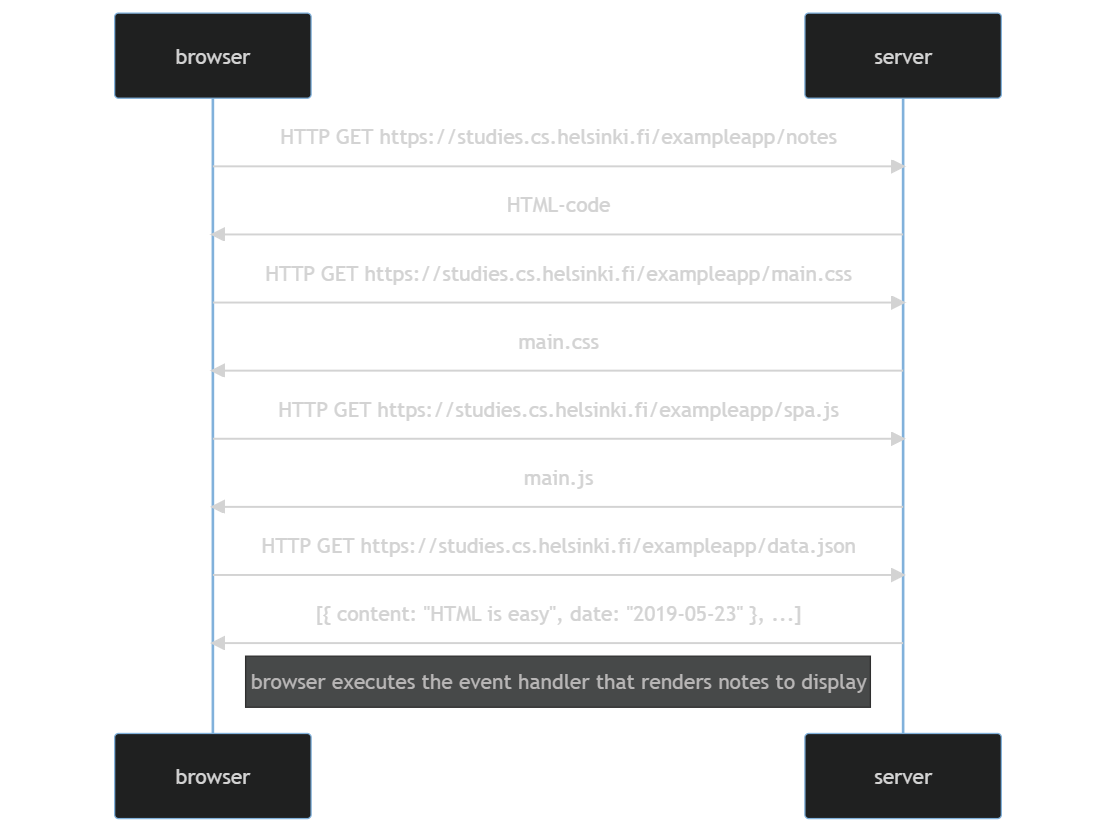 browser
server
HTTP GET https://studies.cs.helsinki.fi/exampleapp/notes
HTML-code
HTTP GET https://studies.cs.helsinki.fi/exampleapp/main.css
main.css
HTTP GET https://studies.cs.helsinki.fi/exampleapp/spa.js
main.js
HTTP GET https://studies.cs.helsinki.fi/exampleapp/data.json
[{ content: "HTML is easy", date: "2019-05-23" }, ...]
browser executes the event handler that renders notes to display
browser
server